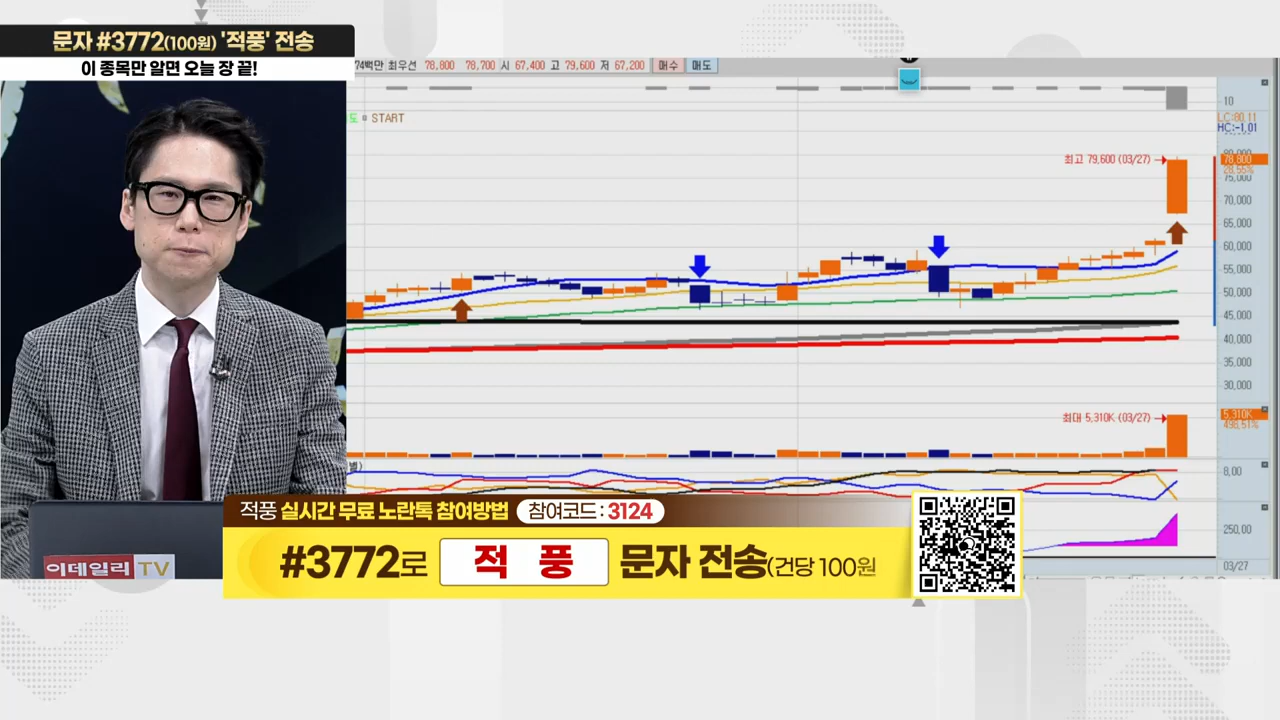 문자 #3772(100원) '적풍' 전송
이 종목만 알면 오늘 장 끝!
74백만 최우선 78,800 78,700 시 67,400 고 79,600 저 67,200 매수 매도
START
10
LC:80.11
HC:-1.01
최고 79,600 (03/27)
78,800
28.55%
75,000
70,000
65,000
60,000
55,000
50,000
45,000
40,000
35,000
30,000
최대 5,310K (03/27)
5,310K
498.51%
8.00
250.00
03/27
적풍 실시간 무료 노란톡 참여방법 참여코드 : 3124
#3772로 적 풍 문자 전송(건당 100원
이데일리 TV